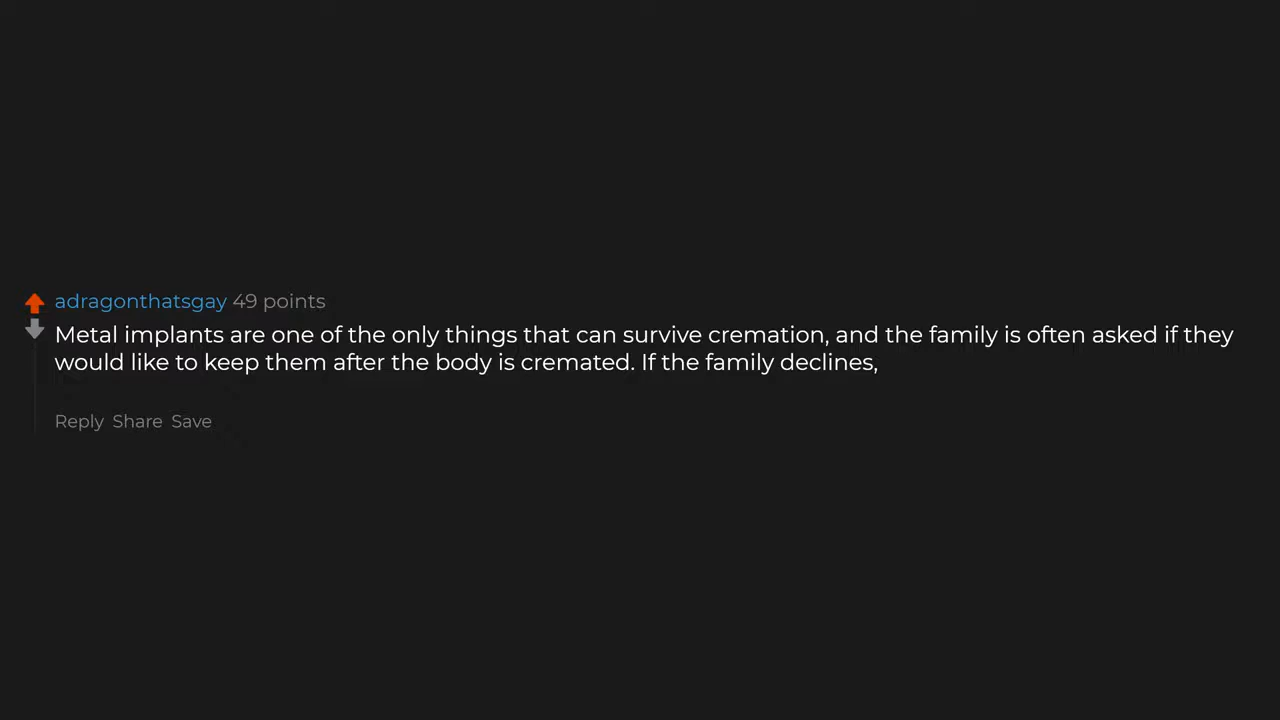 adragonthatsgay 49 points
Metal implants are one of the only things that can survive cremation, and the family is often asked if they
would like to keep them after the body is cremated. If the family declines,
Reply Share Save